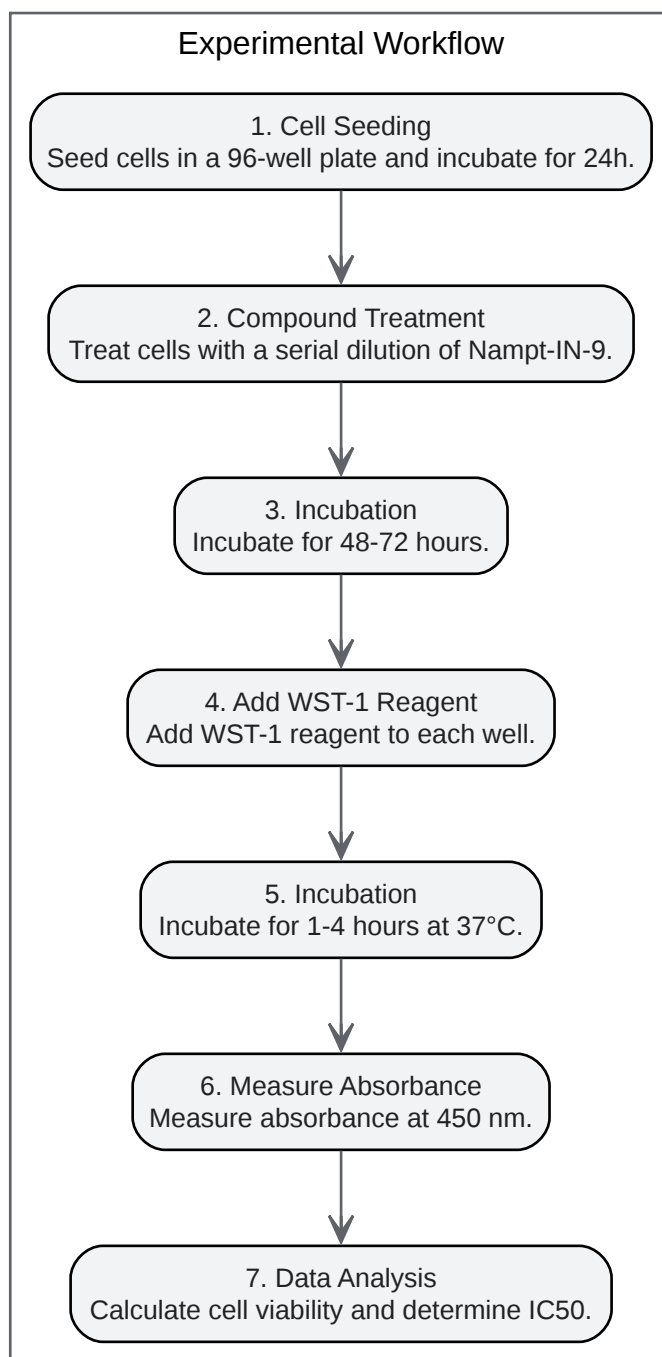 Experimental Workflow
1. Cell Seeding
Seed cells in a 96-well plate and incubate for 24h.
2. Compound Treatment
Treat cells with a serial dilution of Nampt-IN-9.
3. Incubation
Incubate for 48-72 hours.
4. Add WST-1 Reagent
Add WST-1 reagent to each well.
5. Incubation
Incubate for 1-4 hours at 37°C.
6. Measure Absorbance
Measure absorbance at 450 nm.
7. Data Analysis
Calculate cell viability and determine IC50.